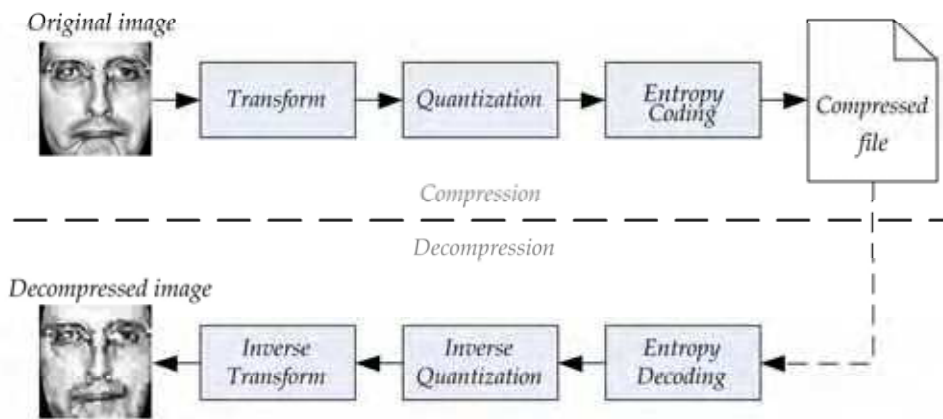 Original image
Transform
Quantization
Entropy
Coding
Compressed
file
Compression
Decompression
Decompressed image
Inverse
Transform
Inverse
Quantization
Entropy
Decoding